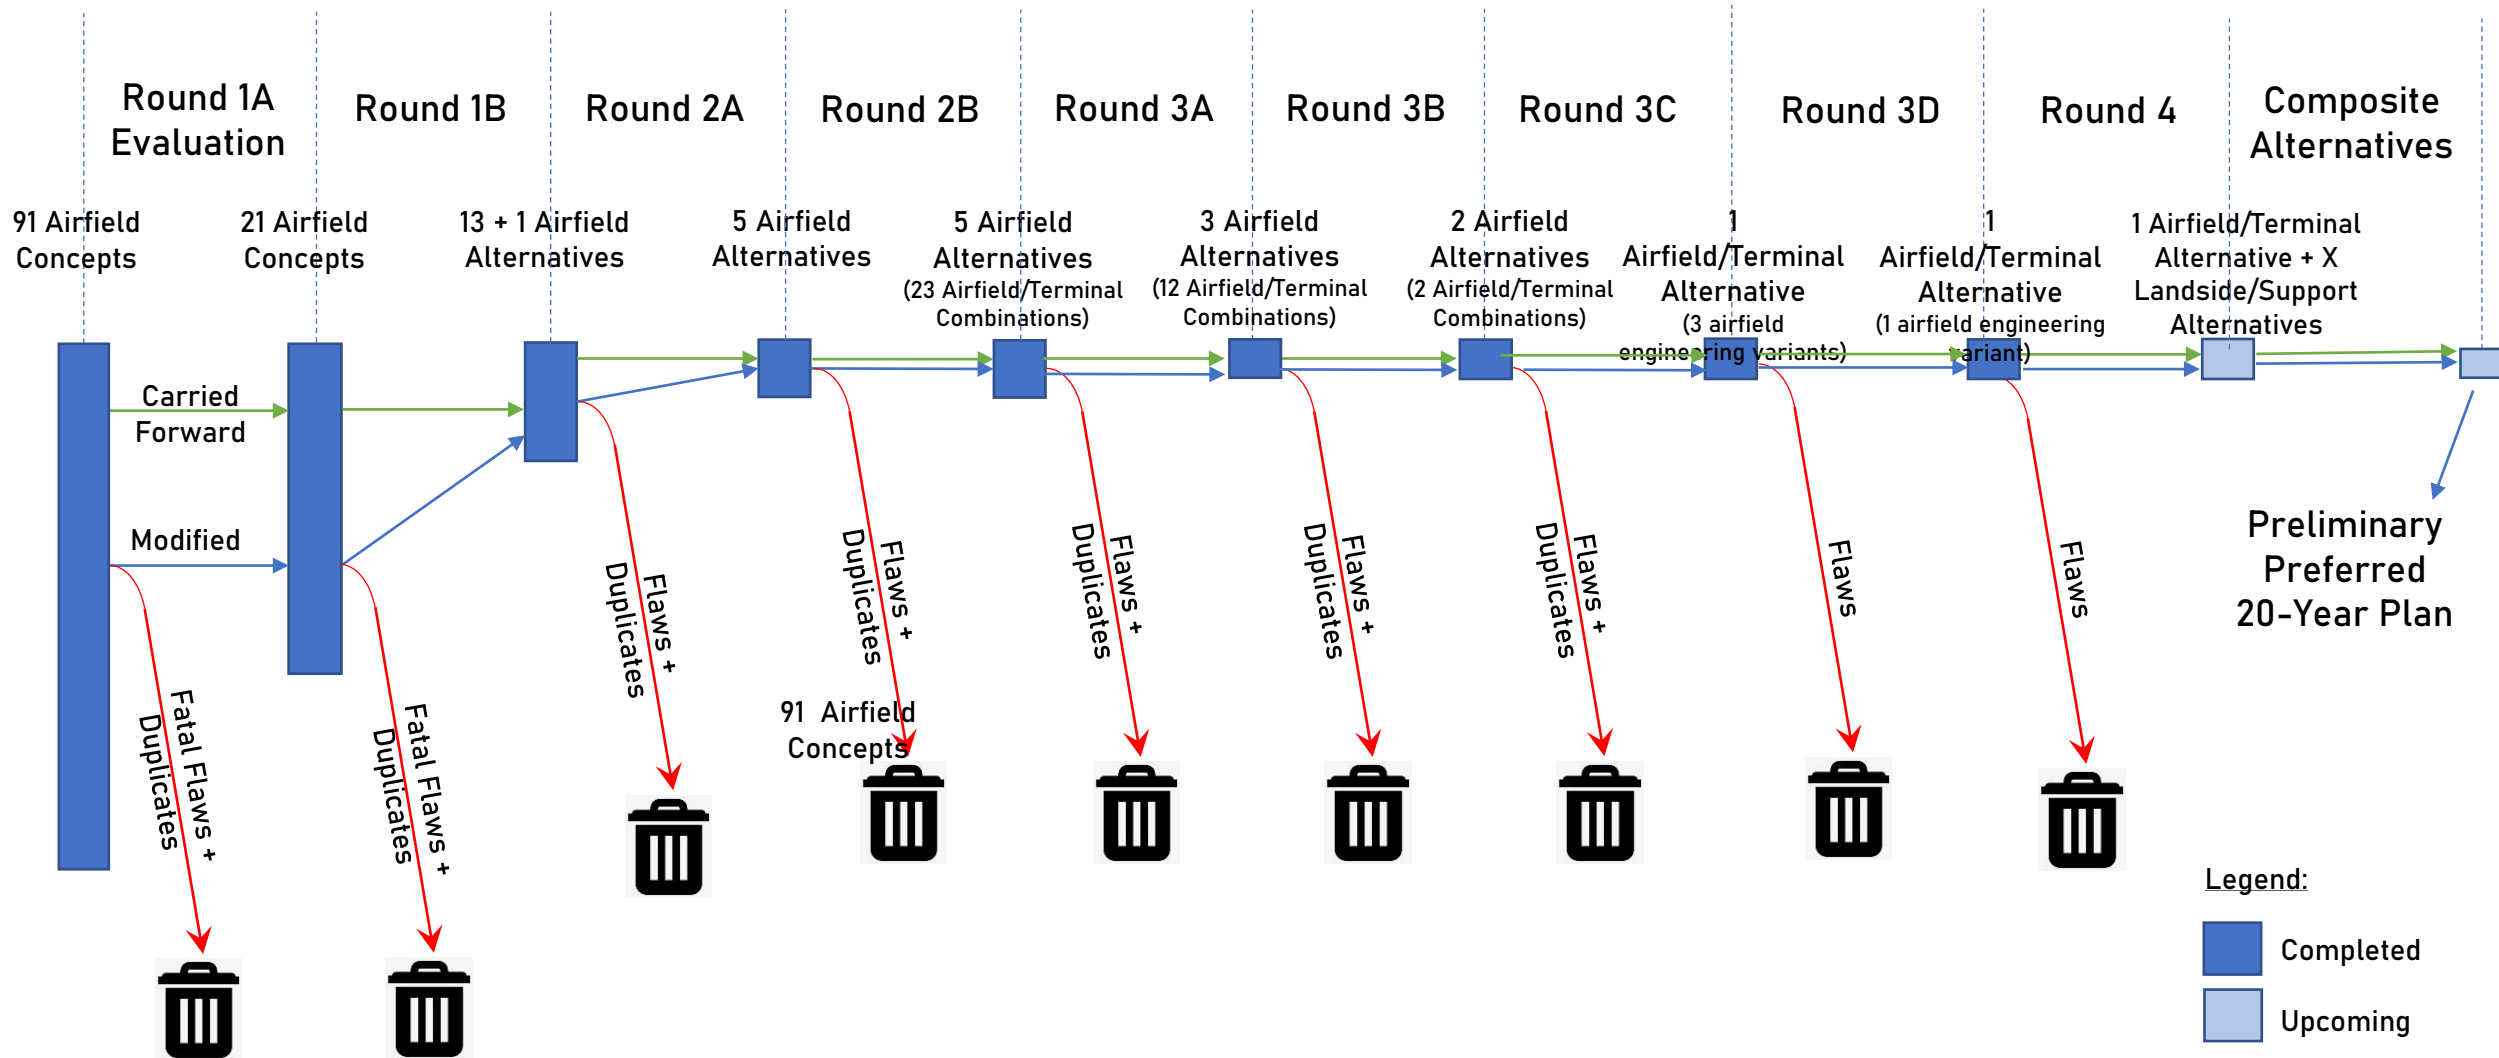 Round 1A
Evaluation
Round 1B
Round 2A
Round 2B
Round 3A
Round 3B
Round 3C
Round 3D
Round 4
Composite
Alternatives
91 Airfield
Concepts
21 Airfield
Concepts
13 + 1 Airfield
Alternatives
5 Airfield
Alternatives
5 Airfield
Alternatives
(23 Airfield/Terminal
Combinations)
3 Airfield
Alternatives
(12 Airfield/Terminal
Combinations)
2 Airfield
Alternatives
(2 Airfield/Terminal
Combinations)
1
Airfield/Terminal
Alternative
(3 airfield
engineering variants)
1
Airfield/Terminal
Alternative
(1 airfield engineering
variant)
1 Airfield/Terminal
Alternative + X
Landside/Support
Alternatives
Carried
Forward
Modified
Fatal Flaws +
Duplicates
Fatal Flaws +
Duplicates
Flaws +
Duplicates
Flaws +
Duplicates
Flaws +
Duplicates
Flaws +
Duplicates
Flaws +
Duplicates
Flaws
Flaws
91 Airfield
Concepts
Preliminary
Preferred
20-Year Plan
Legend:
Completed
Upcoming